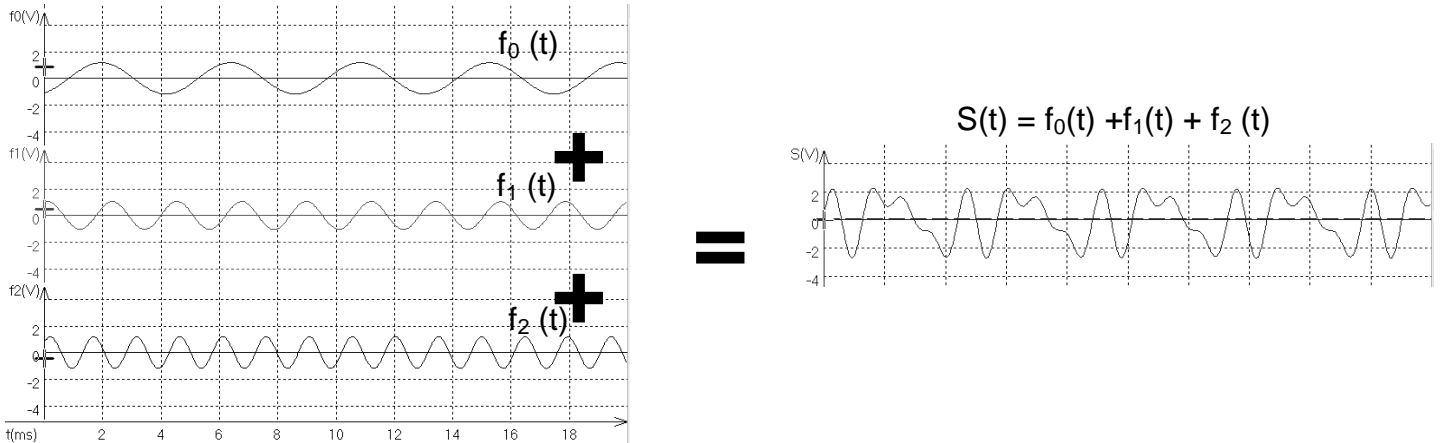 f0(V)
2
0
-2
-4
f₀ (t)
+
f1(V)
2
0
-2
-4
f₁ (t)
+
f2(V)
2
0
-2
-4
f₂ (t)
t(ms) 2 4 6 8 10 12 14 16 18
=
S(t) = f₀(t) +f₁(t) + f₂ (t)
S(V)
2
0
-2
-4